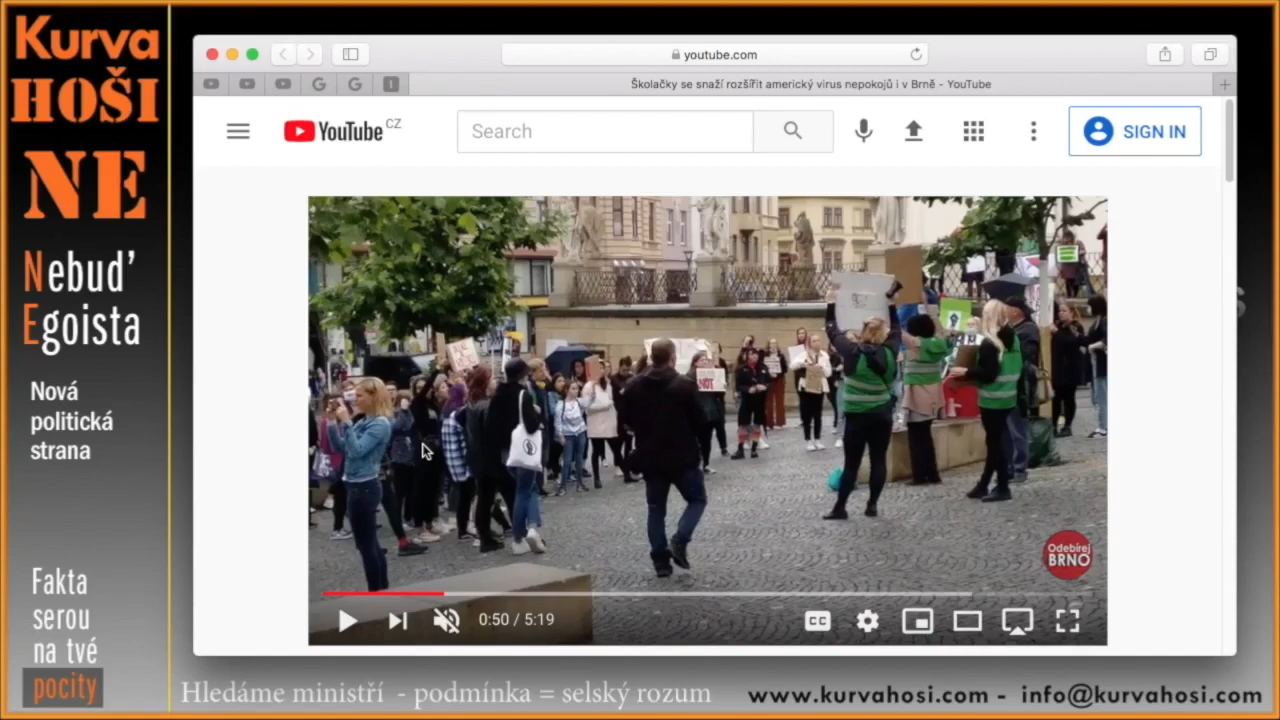 Kurva
HOŠI
NE
Nebuď
Egoista
Nová
politická
strana
Fakta
serou
na tvé
pocity
youtube.com
Školačky se snaží rozšířit americký virus nepokojů i v Brně - YouTube
YouTube CZ
Search
SIGN IN
NOT
Odebírej
BRNO
0:50 / 5:19
CC
Hledáme ministří - podmínka = selský rozum
www.kurvahosi.com - info@kurvahosi.com